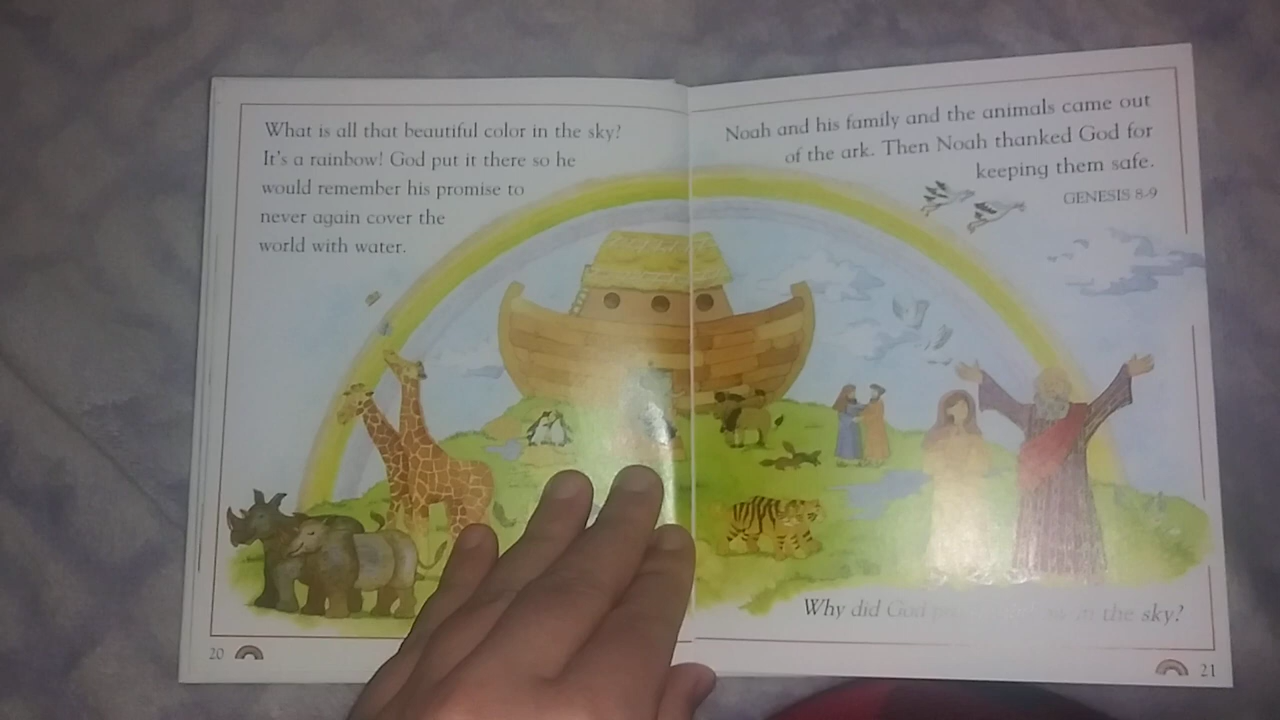 What is all that beautiful color in the sky?
It's a rainbow! God put it there so he
would remember his promise to
never again cover the
world with water.
20
Noah and his family and the animals came out
of the ark. Then Noah thanked God for
keeping them safe.
GENESIS 8-9
Why did God in the sky?
21